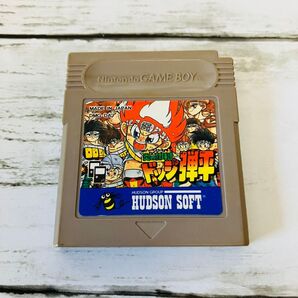 Nintendo GAME BOY
MADE IN JAPAN
ドッジ弾平
HUDSON GROUP
HUDSON SOFT